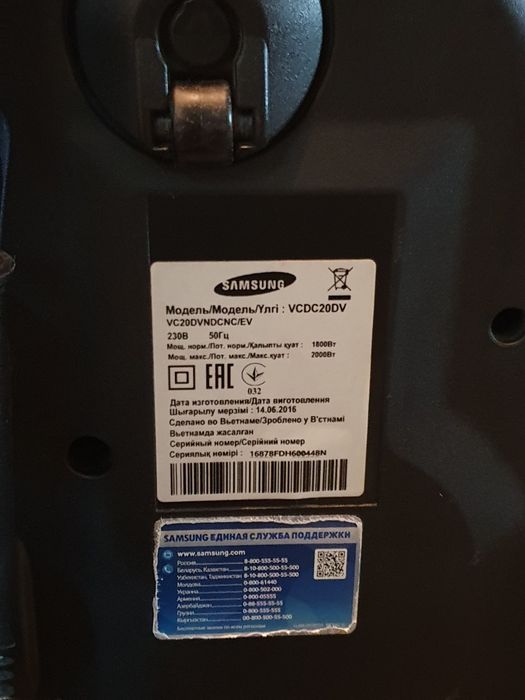 SAMSUNG
Модель/Модель/Үлгі : VCDC20DV
VC20DVNDCNC/EV
230В 50Гц
Мощ. норм./Пот. норм./Қалыпты қуат : 1800Вт
Мощ. макс./Пот. макс./Макс.қуат : 2000Вт
EAC
032
Дата изготовления/Дата виготовлення
Шығарылу мерзімі : 14.06.2016
Сделано во Вьетнаме/Зроблено у В'єтнамі
Вьетнамда жасалған
Серийный номер/Серійний номер
Сериялық нөмірі : 16878FDH600448N
SAMSUNG ЕДИНАЯ СЛУЖБА ПОДДЕРЖКИ
www.samsung.com
Россия 8-800-555-55-55
Беларусь, Казахстан, 8-10-800-500-55-500
Узбекистан, Таджикистан 8-10-800-500-55-500
Молдова 0-800-61440
Украина 0-800-502-000
Армения 0-800-05555
Азербайджан 0-88-555-55-55
Грузия 0-800-555-555
Кыргызстан 00-800-500-55-500
Бесплатные звонки по всем регионам